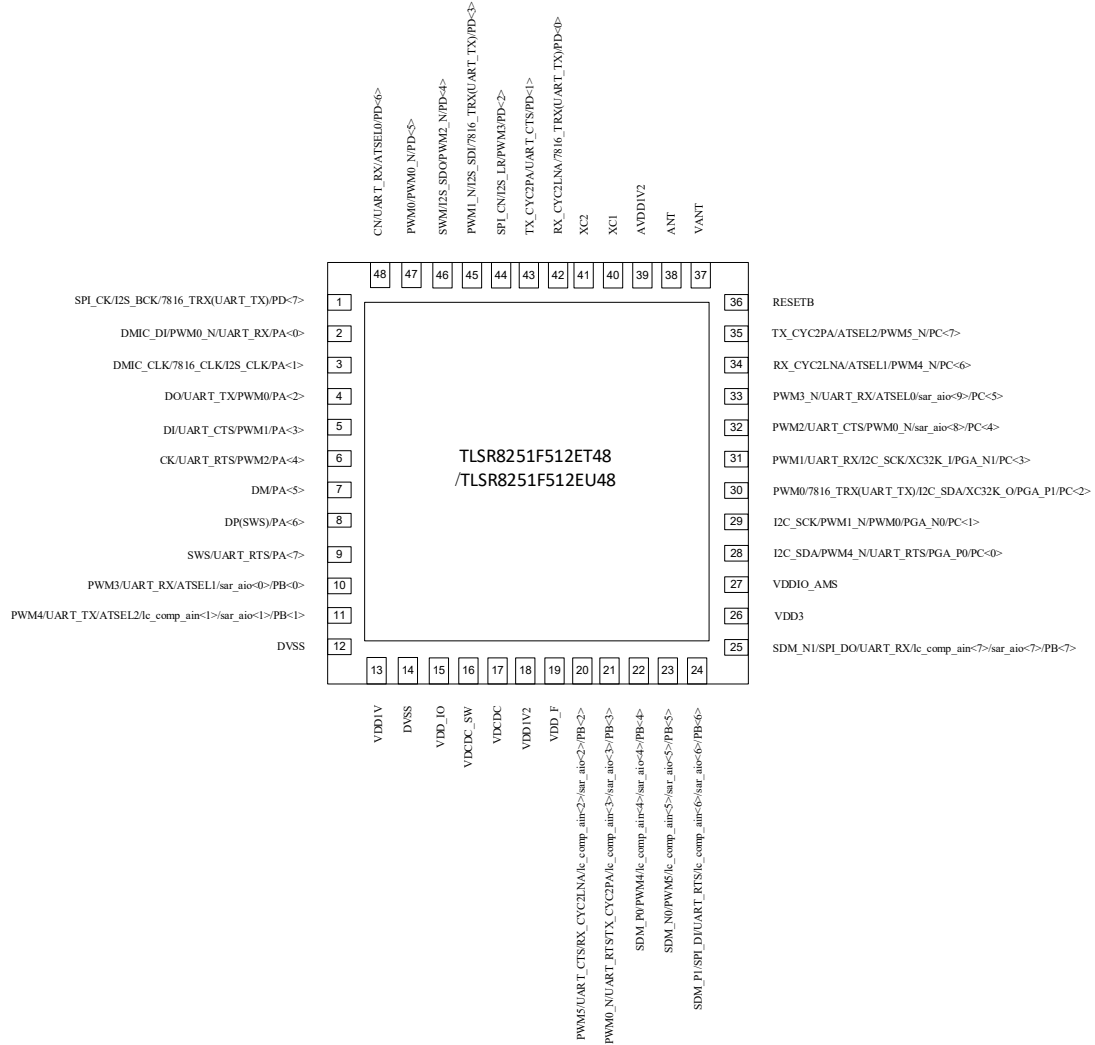 CN/UART_RX/ATSEL0/PD<6>
PWM0/PWM0_N/PD<5>
SWM/I2S_SDO/PWM2_N/PD<4>
PWM1_N/I2S_SDI/7816_TRX(UART_TX)/PD<3>
SPI_CN/I2S_LR/PWM3/PD<2>
TX_CYC2PA/UART_CTS/PD<1>
RX_CYC2LNA/7816_TRX(UART_TX)/PD<0>
XC2
XC1
AVDD1V2
ANT
VANT
48
47
46
45
44
43
42
41
40
39
38
37
SPI_CK/I2S_BCK/7816_TRX(UART_TX)/PD<7>
1
DMIC_DI/PWM0_N/UART_RX/PA<0>
2
DMIC_CLK/7816_CLK/I2S_CLK/PA<1>
3
DO/UART_TX/PWM0/PA<2>
4
DI/UART_CTS/PWM1/PA<3>
5
CK/UART_RTS/PWM2/PA<4>
6
DM/PA<5>
7
DP(SWS)/PA<6>
8
SWS/UART_RTS/PA<7>
9
PWM3/UART_RX/ATSEL1/sar_aio<0>/PB<0>
10
PWM4/UART_TX/ATSEL2/lc_comp_ain<1>/sar_aio<1>/PB<1>
11
DVSS
12
TLSR8251F512ET48
/TLSR8251F512EU48
36
RESETB
35
TX_CYC2PA/ATSEL2/PWM5_N/PC<7>
34
RX_CYC2LNA/ATSEL1/PWM4_N/PC<6>
33
PWM3_N/UART_RX/ATSEL0/sar_aio<9>/PC<5>
32
PWM2/UART_CTS/PWM0_N/sar_aio<8>/PC<4>
31
PWM1/UART_RX/I2C_SCK/XC32K_I/PGA_N1/PC<3>
30
PWM0/7816_TRX(UART_TX)/I2C_SDA/XC32K_O/PGA_P1/PC<2>
29
I2C_SCK/PWM1_N/PWM0/PGA_N0/PC<1>
28
I2C_SDA/PWM4_N/UART_RTS/PGA_P0/PC<0>
27
VDDIO_AMS
26
VDD3
25
SDM_N1/SPI_DO/UART_RX/lc_comp_ain<7>/sar_aio<7>/PB<7>
13
14
15
16
17
18
19
20
21
22
23
24
VDD1V
DVSS
VDD_IO
VDCDC_SW
VDCDC
VDD1V2
VDD_F
PWM5/UART_CTS/RX_CYC2LNA/lc_comp_ain<2>/sar_aio<2>/PB<2>
PWM0_N/UART_RTS/TX_CYC2PA/lc_comp_ain<3>/sar_aio<3>/PB<3>
SDM_P0/PWM4/lc_comp_ain<4>/sar_aio<4>/PB<4>
SDM_N0/PWM5/lc_comp_ain<5>/sar_aio<5>/PB<5>
SDM_P1/SPI_DI/UART_RTS/lc_comp_ain<6>/sar_aio<6>/PB<6>